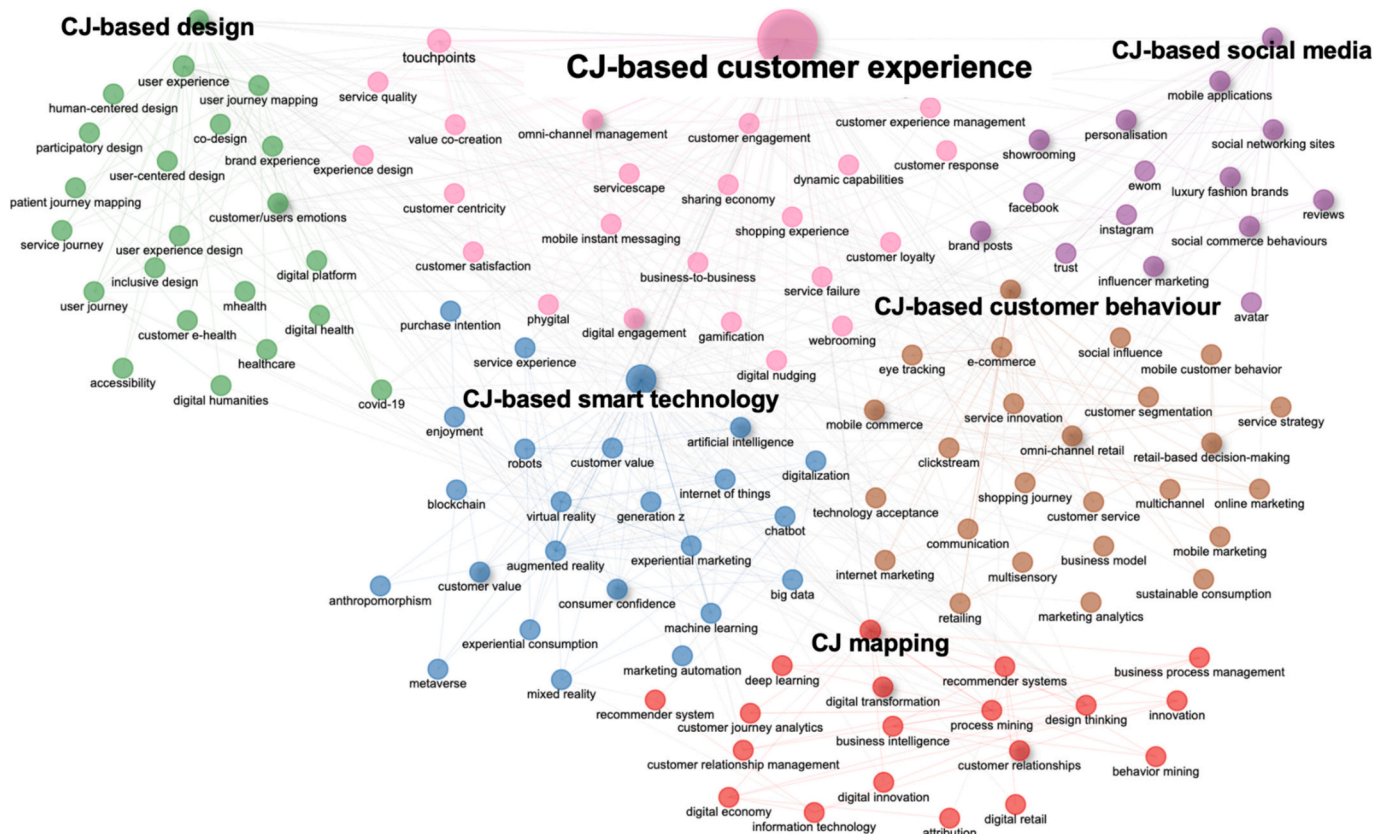 CJ-based design
user experience
human-centered design
user journey mapping
co-design
participatory design
brand experience
user-centered design
patient journey mapping
customer/users emotions
service journey
user experience design
digital platform
inclusive design
user journey
mhealth
digital health
customer e-health
healthcare
accessibility
digital humanities
covid-19
CJ-based customer experience
touchpoints
service quality
value co-creation
omni-channel management
customer engagement
customer experience management
experience design
customer response
dynamic capabilities
servicescape
sharing economy
customer centricity
mobile instant messaging
shopping experience
customer loyalty
customer satisfaction
business-to-business
service failure
phygital
digital engagement
gamification
webrooming
digital nudging
CJ-based social media
mobile applications
personalisation
social networking sites
showrooming
ewom
luxury fashion brands
facebook
reviews
instagram
brand posts
social commerce behaviours
trust
influencer marketing
avatar
CJ-based customer behaviour
e-commerce
social influence
eye tracking
mobile customer behavior
mobile commerce
service innovation
customer segmentation
service strategy
omni-channel retail
retail-based decision-making
clickstream
shopping journey
multichannel
online marketing
technology acceptance
customer service
communication
mobile marketing
business model
internet marketing
multisensory
sustainable consumption
retailing
marketing analytics
CJ-based smart technology
purchase intention
service experience
enjoyment
artificial intelligence
robots
customer value
digitalization
internet of things
blockchain
virtual reality
generation z
chatbot
experiential marketing
augmented reality
customer value
anthropomorphism
consumer confidence
big data
machine learning
experiential consumption
marketing automation
metaverse
mixed reality
CJ mapping
business process management
deep learning
recommender systems
digital transformation
recommender system
customer journey analytics
process mining
design thinking
innovation
business intelligence
customer relationship management
customer relationships
behavior mining
digital innovation
digital economy
information technology
digital retail
attribution